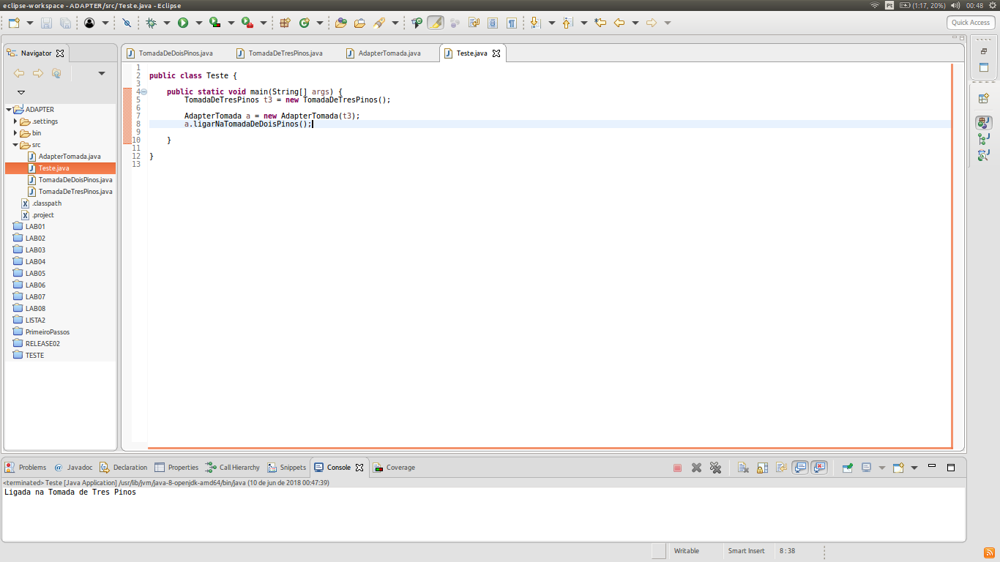 eclipse-workspace - ADAPTER/src/Teste.java - Eclipse
Pt (1:17, 20%) 00:48
Quick Access
Navigator
TomadaDeDoisPinos.java TomadaDeTresPinos.java AdapterTomada.java Teste.java
ADAPTER
.settings
bin
src
AdapterTomada.java
Teste.java
TomadaDeDoisPinos.java
TomadaDeTresPinos.java
.classpath
.project
LAB01
LAB02
LAB03
LAB04
LAB05
LAB06
LAB07
LAB08
LISTA2
PrimeiroPassos
RELEASE02
TESTE
1
2 public class Teste {
3
4 public static void main(String[] args) {
5 TomadaDeTresPinos t3 = new TomadaDeTresPinos();
6
7 AdapterTomada a = new AdapterTomada(t3);
8 a.ligarNaTomadaDeDoisPinos();
9
10 }
11
12 }
13
Problems Javadoc Declaration Properties Call Hierarchy Snippets Console Coverage
<terminated> Teste [Java Application] /usr/lib/jvm/java-8-openjdk-amd64/bin/java (10 de jun de 2018 00:47:39)
Ligada na Tomada de Tres Pinos
Writable Smart Insert 8 : 38